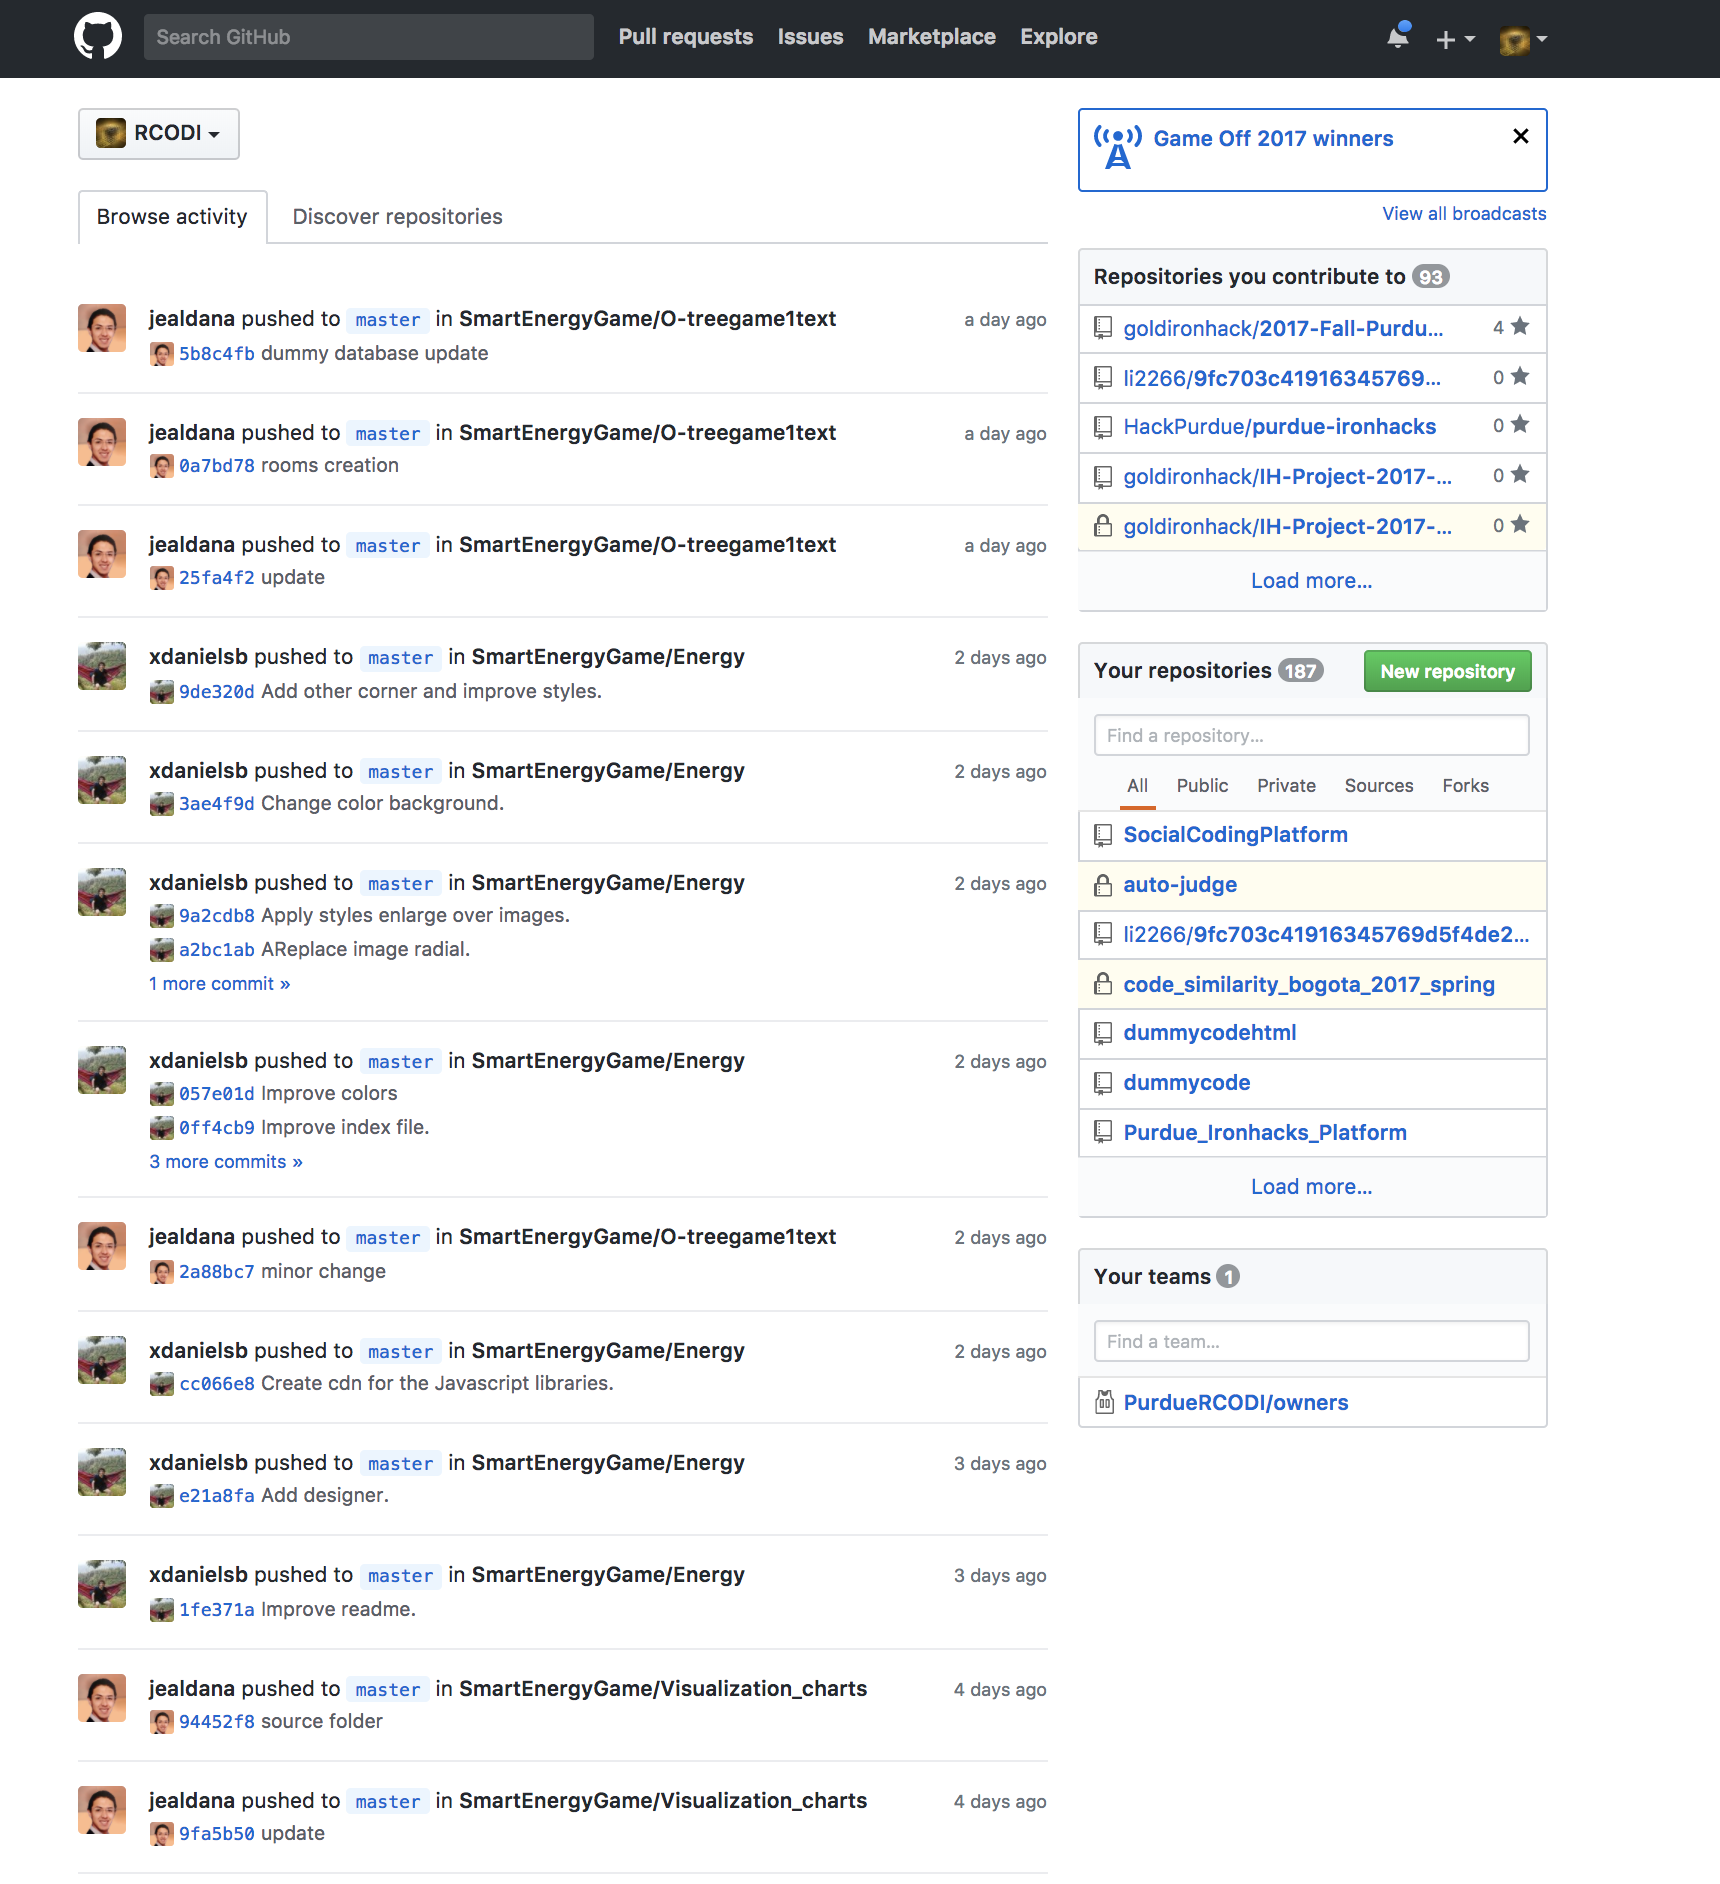 Search GitHub
Pull requests Issues Marketplace Explore
RCODI
Browse activity Discover repositories
jealdana pushed to master in SmartEnergyGame/O-treegame1text a day ago
5b8c4fb dummy database update
jealdana pushed to master in SmartEnergyGame/O-treegame1text a day ago
0a7bd78 rooms creation
jealdana pushed to master in SmartEnergyGame/O-treegame1text a day ago
25fa4f2 update
xdanielsb pushed to master in SmartEnergyGame/Energy 2 days ago
9de320d Add other corner and improve styles.
xdanielsb pushed to master in SmartEnergyGame/Energy 2 days ago
3ae4f9d Change color background.
xdanielsb pushed to master in SmartEnergyGame/Energy 2 days ago
9a2cdb8 Apply styles enlarge over images.
a2bc1ab AReplace image radial.
1 more commit »
xdanielsb pushed to master in SmartEnergyGame/Energy 2 days ago
057e01d Improve colors
0ff4cb9 Improve index file.
3 more commits »
jealdana pushed to master in SmartEnergyGame/O-treegame1text 2 days ago
2a88bc7 minor change
xdanielsb pushed to master in SmartEnergyGame/Energy 2 days ago
cc066e8 Create cdn for the Javascript libraries.
xdanielsb pushed to master in SmartEnergyGame/Energy 3 days ago
e21a8fa Add designer.
xdanielsb pushed to master in SmartEnergyGame/Energy 3 days ago
1fe371a Improve readme.
jealdana pushed to master in SmartEnergyGame/Visualization_charts 4 days ago
94452f8 source folder
jealdana pushed to master in SmartEnergyGame/Visualization_charts 4 days ago
9fa5b50 update
Game Off 2017 winners
View all broadcasts
Repositories you contribute to 93
goldironhack/2017-Fall-Purdu... 4
li2266/9fc703c41916345769... 0
HackPurdue/purdue-ironhacks 0
goldironhack/IH-Project-2017-... 0
goldironhack/IH-Project-2017-... 0
Load more...
Your repositories 187 New repository
Find a repository...
All Public Private Sources Forks
SocialCodingPlatform
auto-judge
li2266/9fc703c41916345769d5f4de2...
code_similarity_bogota_2017_spring
dummycodehtml
dummycode
Purdue_Ironhacks_Platform
Load more...
Your teams 1
Find a team...
PurdueRCODI/owners